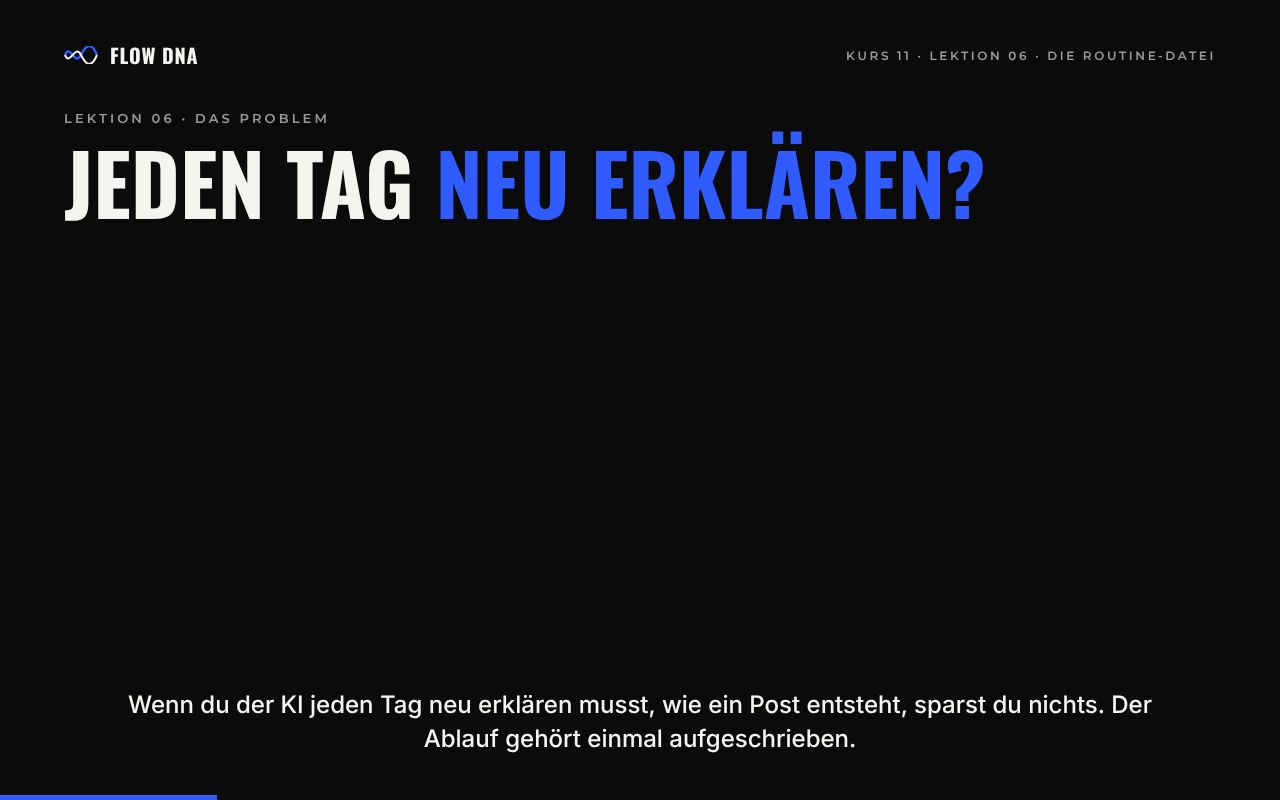 FLOW DNA
KURS 11 · LEKTION 06 · DIE ROUTINE-DATEI
LEKTION 06 · DAS PROBLEM
JEDEN TAG NEU ERKLÄREN?
Wenn du der KI jeden Tag neu erklären musst, wie ein Post entsteht, sparst du nichts. Der
Ablauf gehört einmal aufgeschrieben.